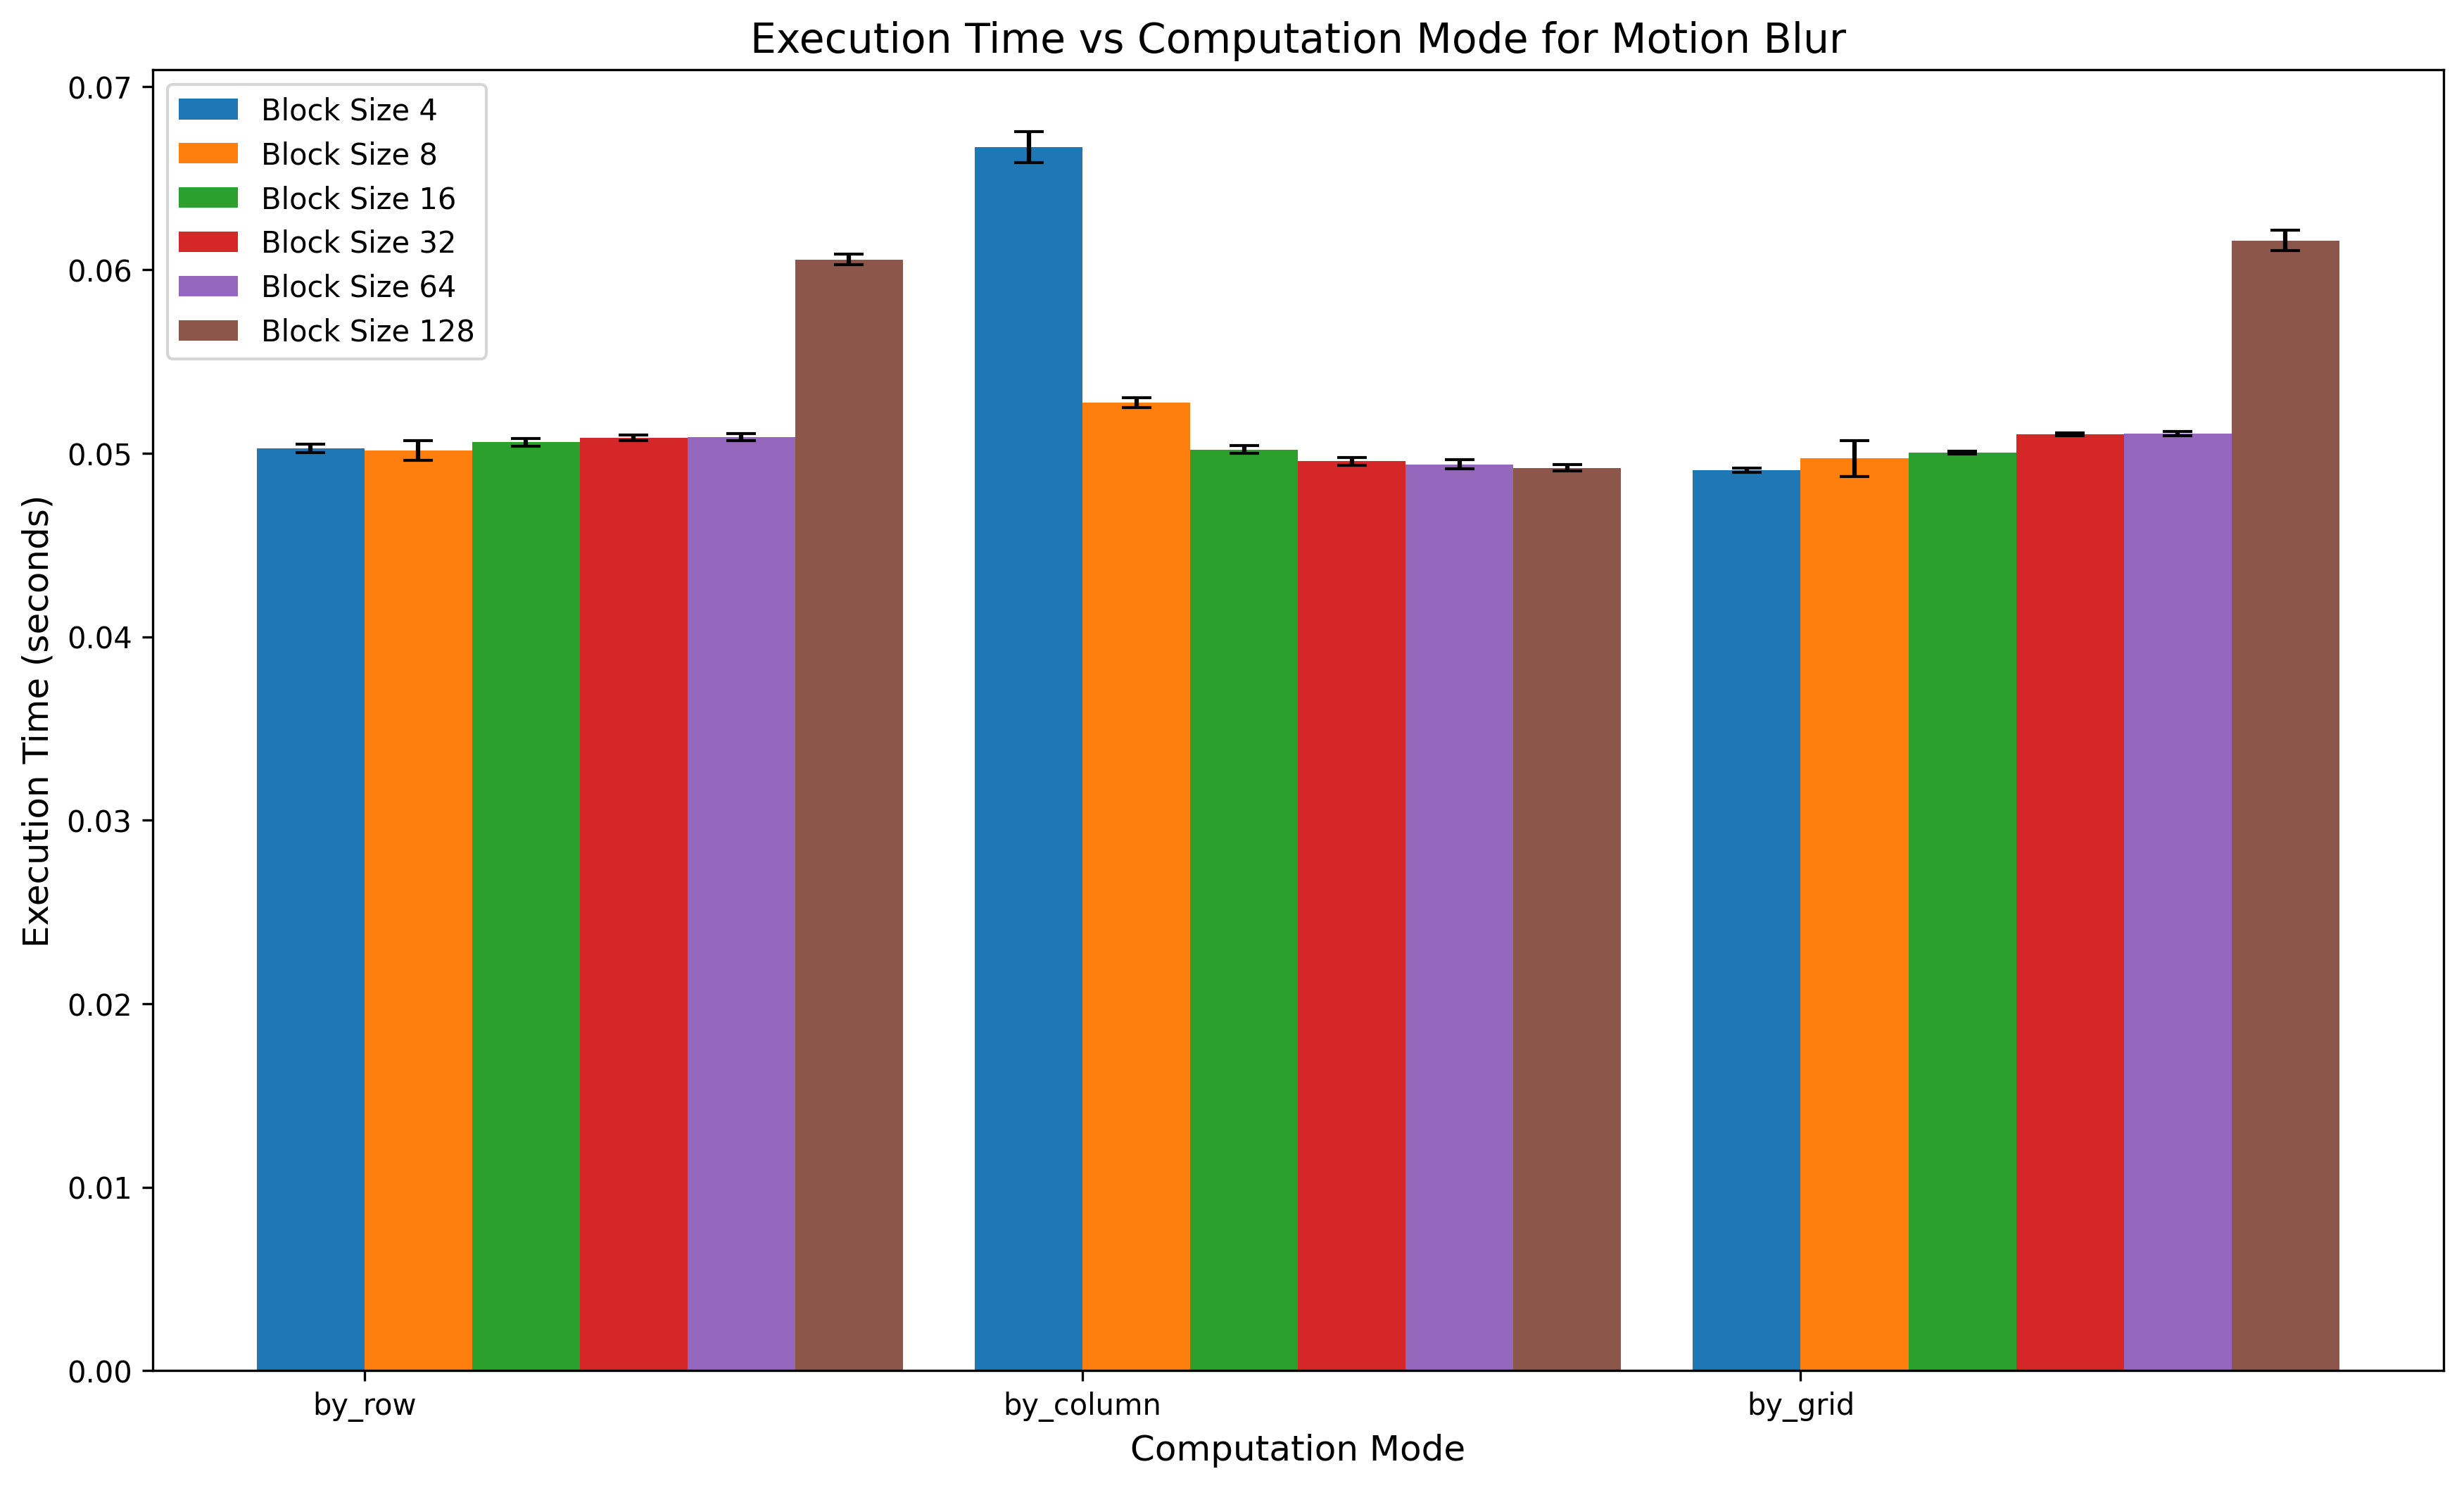 Execution Time vs Computation Mode for Motion Blur
Block Size 4
Block Size 8
Block Size 16
Block Size 32
Block Size 64
Block Size 128
Execution Time (seconds)
0.07
0.06
0.05
0.04
0.03
0.02
0.01
0.00
by_row by_column by_grid
Computation Mode